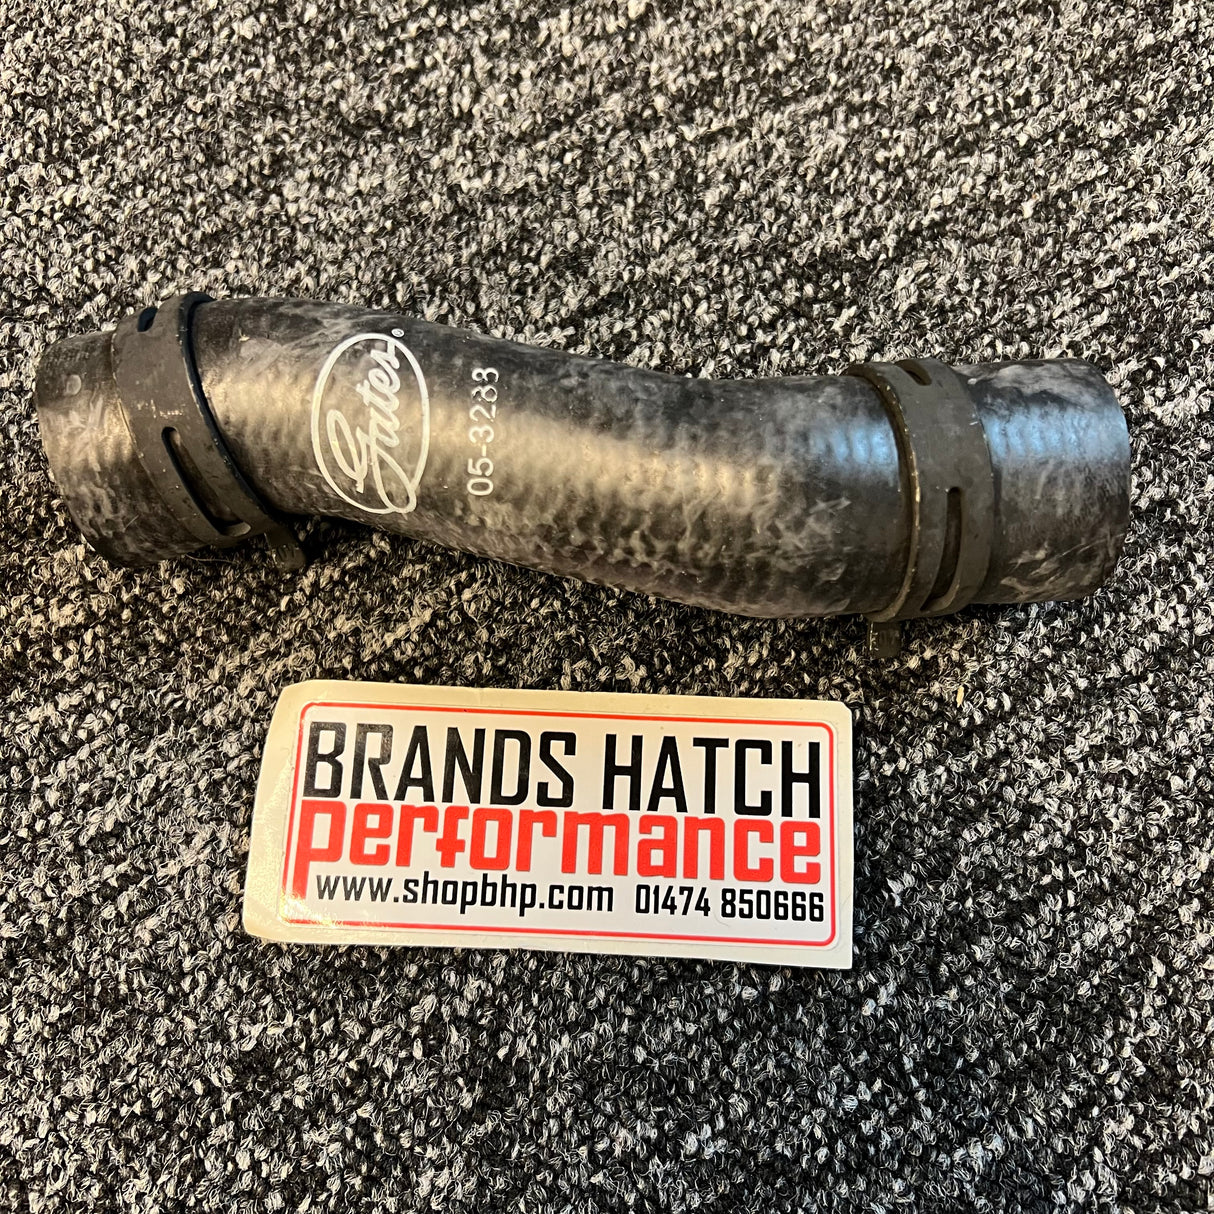 Gates®
05-3283
BRANDS HATCH
performance
www.shopbhp.com 01474 850666